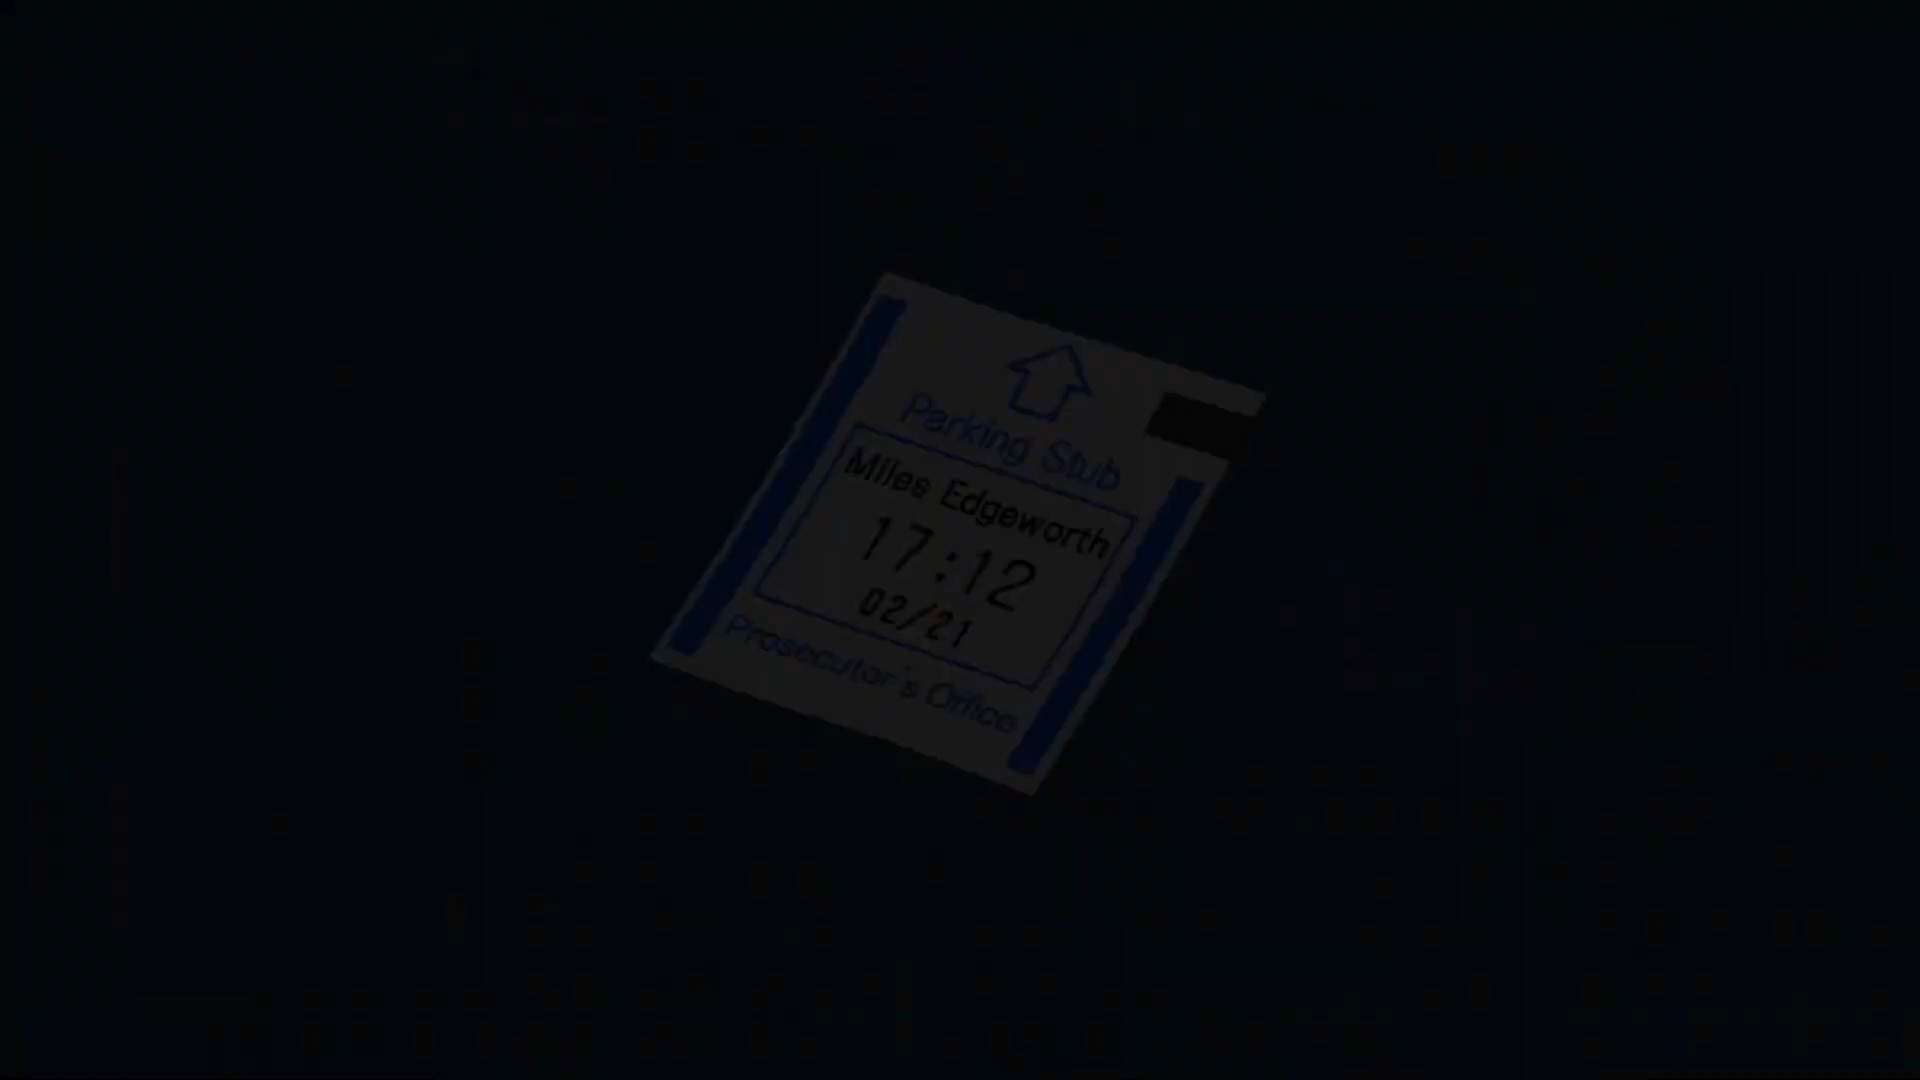 Parking Stub
Miles Edgeworth
17:12
02/21
Prosecutor's Office